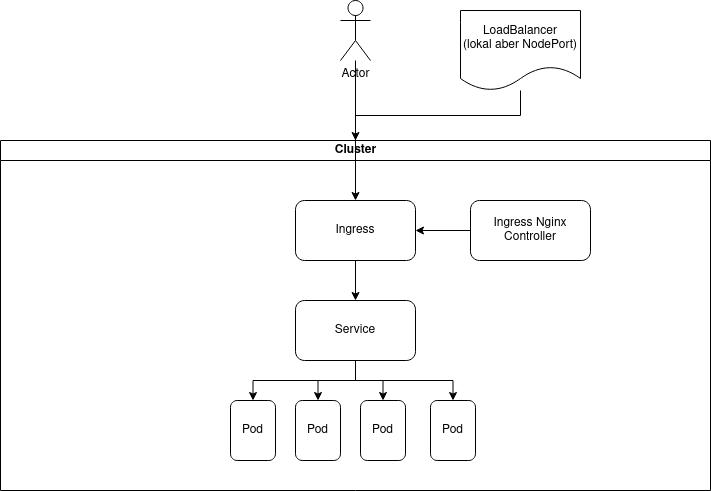 LoadBalancer
(lokal aber NodePort)
Actor
Cluster
Ingress
Ingress Nginx
Controller
Service
Pod
Pod
Pod
Pod